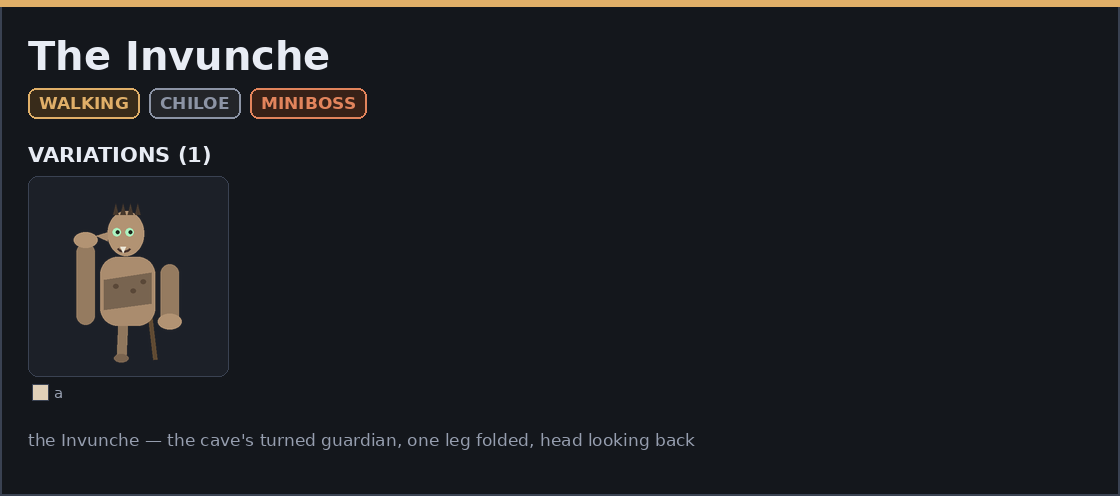 The Invunche
WALKING CHILOE MINIBOSS
VARIATIONS (1)
a
the Invunche — the cave's turned guardian, one leg folded, head looking back